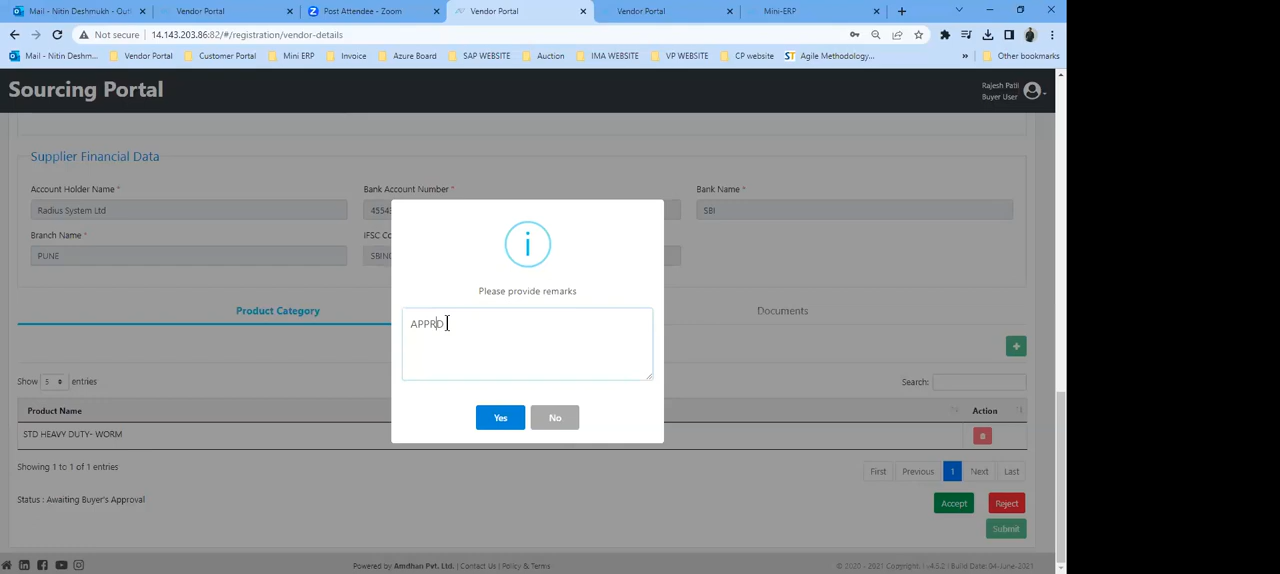 Mail - Nitin Deshmukh - Outl
Vendor Portal
Post Attendee - Zoom
Vendor Portal
Vendor Portal
Mini-ERP
Not secure 14.143.203.86:82/#/registration/vendor-details
Mail - Nitin Deshm... Vendor Portal Customer Portal Mini ERP Invoice Azure Board SAP WEBSITE Auction IMA WEBSITE VP WEBSITE CP website Agile Methodology... » Other bookmarks
Sourcing Portal
Rajesh Patil
Buyer User
Supplier Financial Data
Account Holder Name * Bank Account Number * Bank Name *
Radius System Ltd 4554 SBI
Branch Name * IFSC Co
PUNE SBIN
Please provide remarks
APPRO
Yes No
Product Category Documents
Show 5 entries Search:
Product Name Action
STD HEAVY DUTY- WORM
Showing 1 to 1 of 1 entries First Previous 1 Next Last
Status : Awaiting Buyer's Approval Accept Reject
Submit
Powered by Amdhan Pvt. Ltd. | Contact Us | Policy & Terms
© 2020 - 2021 Copyright: | v4.5.2 | Build Date: 04-June-2021